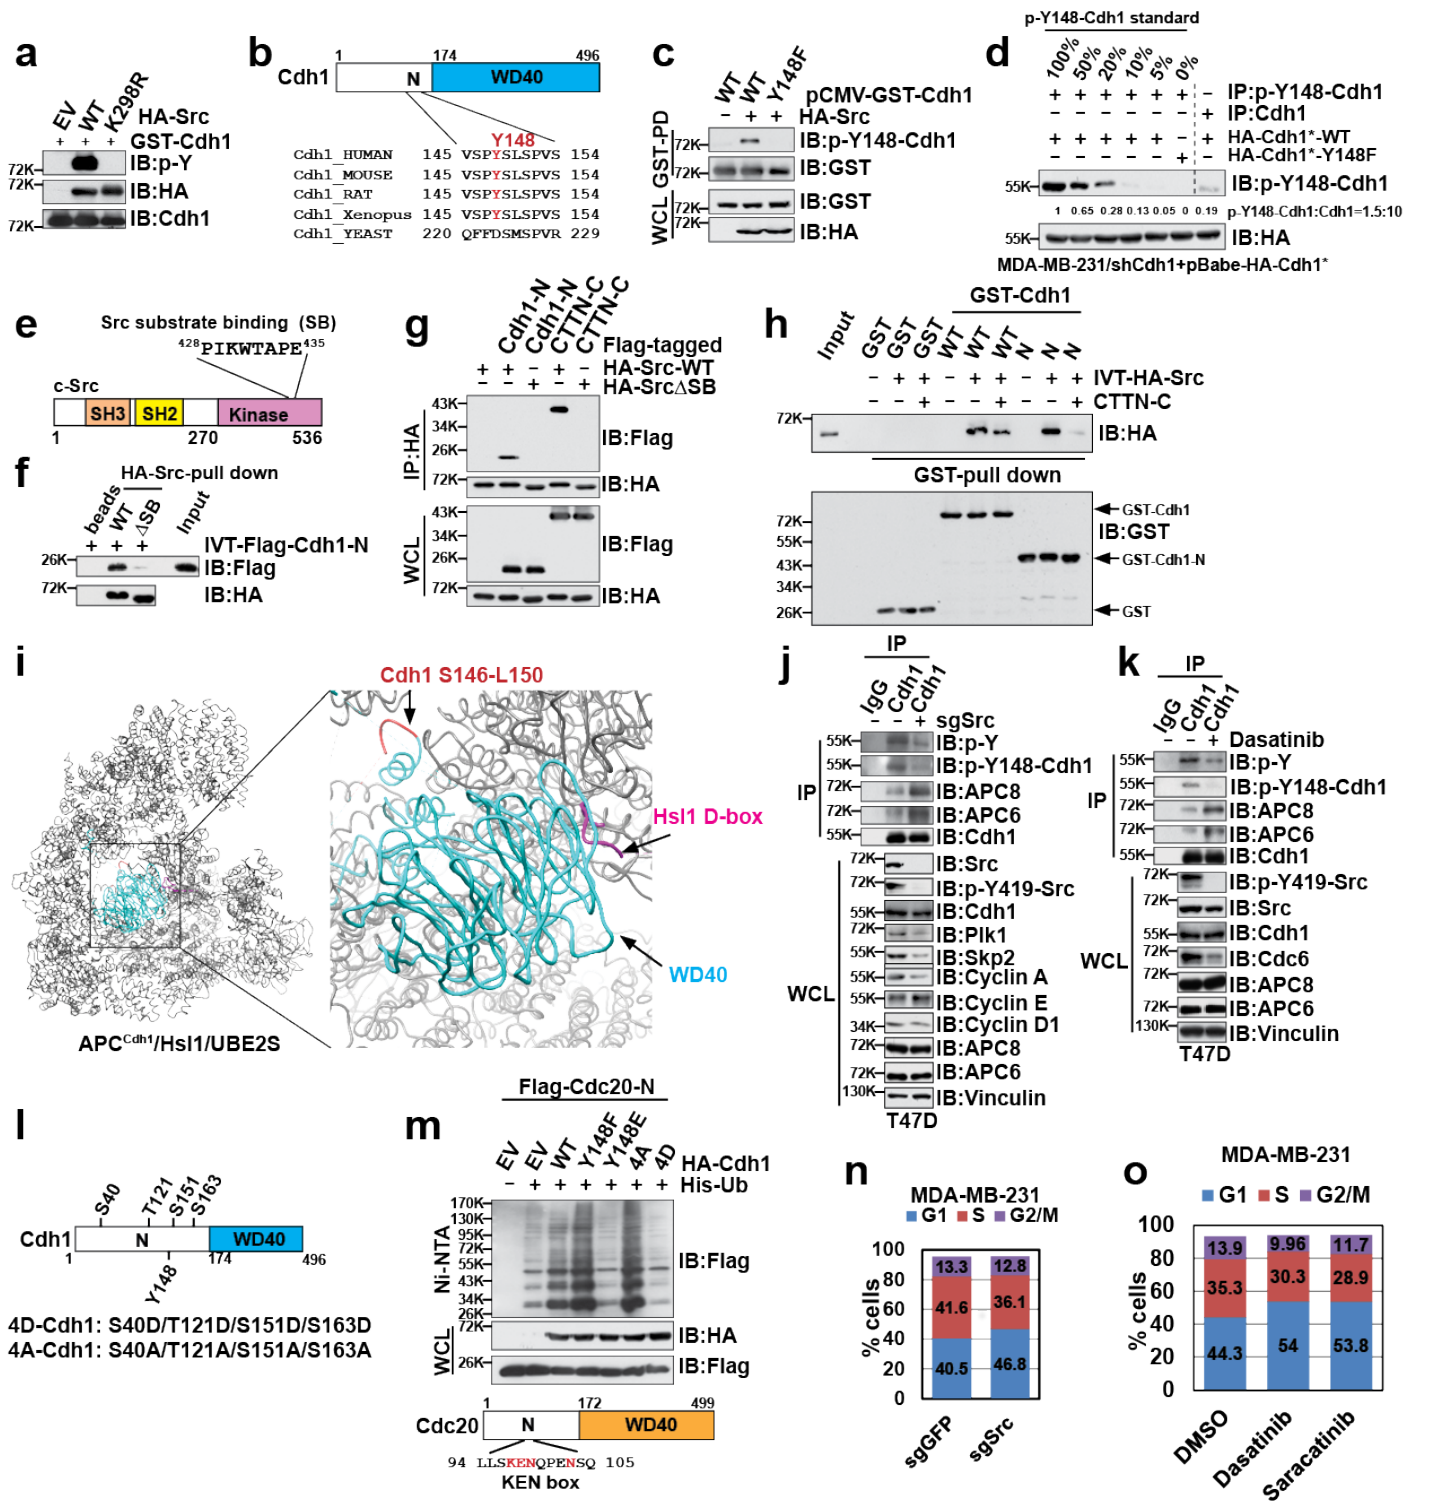 a
EV
WT
K298R
HA-Src
+ + + GST-Cdh1
72K
IB:p-Y
72K
IB:HA
72K
IB:Cdh1
b
1 174 496
Cdh1 N WD40
Y148
Cdh1_HUMAN 145 VSPYSLSPVS 154
Cdh1_MOUSE 145 VSPYSLSPVS 154
Cdh1_RAT 145 VSPYSLSPVS 154
Cdh1_Xenopus 145 VSPYSLSPVS 154
Cdh1_YEAST 220 QFFDSMSPVR 229
c
WT
WT
Y148F
pCMV-GST-Cdh1
− + + HA-Src
GST-PD
72K
IB:p-Y148-Cdh1
72K
IB:GST
WCL
72K
IB:GST
72K
IB:HA
d
p-Y148-Cdh1 standard
100% 50% 20% 10% 5% 0%
+ + + + + + − IP:p-Y148-Cdh1
+ IP:Cdh1
+ + + + + − + HA-Cdh1*-WT
+ HA-Cdh1*-Y148F
55K
IB:p-Y148-Cdh1
1 0.65 0.28 0.13 0.05 0 0.19 p-Y148-Cdh1:Cdh1=1.5:10
55K
IB:HA
MDA-MB-231/shCdh1+pBabe-HA-Cdh1*
e
Src substrate binding (SB)
428PIKWTAPE435
c-Src
SH3 SH2 Kinase
1 270 536
f
HA-Src-pull down
beads
WT
ΔSB
Input
+ + + IVT-Flag-Cdh1-N
26K
IB:Flag
72K
IB:HA
g
Cdh1-N
Cdh1-N
CTTN-C
CTTN-C
Flag-tagged
+ + − + − HA-Src-WT
− − + − + HA-SrcΔSB
IP:HA
43K
34K
26K
IB:Flag
72K
IB:HA
WCL
43K
34K
26K
IB:Flag
72K
IB:HA
h
GST-Cdh1
Input
GST
GST
GST
WT
WT
WT
N
N
N
− + + − + + − + + IVT-HA-Src
+ + + CTTN-C
72K
IB:HA
GST-pull down
72K
55K
43K
34K
26K
GST-Cdh1
IB:GST
GST-Cdh1-N
GST
i
Cdh1 S146-L150
Hsl1 D-box
WD40
APCCdh1/Hsl1/UBE2S
j
IP
IgG
Cdh1
Cdh1
− − + sgSrc
IP
55K IB:p-Y
55K IB:p-Y148-Cdh1
72K IB:APC8
72K IB:APC6
55K IB:Cdh1
WCL
72K IB:Src
72K IB:p-Y419-Src
55K IB:Cdh1
72K IB:Plk1
55K IB:Skp2
55K IB:Cyclin A
55K IB:Cyclin E
34K IB:Cyclin D1
72K IB:APC8
72K IB:APC6
130K IB:Vinculin
T47D
k
IP
IgG
Cdh1
Cdh1
− − + Dasatinib
IP
55K IB:p-Y
55K IB:p-Y148-Cdh1
72K IB:APC8
72K IB:APC6
55K IB:Cdh1
WCL
72K IB:p-Y419-Src
72K IB:Src
55K IB:Cdh1
72K IB:Cdc6
72K IB:APC8
72K IB:APC6
130K IB:Vinculin
T47D
l
S40 T121 S151 S163
Cdh1 N WD40
1 174 496
Y148
4D-Cdh1: S40D/T121D/S151D/S163D
4A-Cdh1: S40A/T121A/S151A/S163A
m
Flag-Cdc20-N
EV
EV
WT
Y148F
Y148E
4A
4D
HA-Cdh1
− + + + + + + His-Ub
Ni-NTA
170K
130K
95K
72K
55K
43K
34K
26K
IB:Flag
WCL
72K
IB:HA
26K
IB:Flag
1 172 499
Cdc20 N WD40
94 LLSKENQPENSQ 105
KEN box
n
MDA-MB-231
G1 S G2/M
% cells
100
80
60
40
20
0
13.3 12.8
41.6 36.1
40.5 46.8
sgGFP
sgSrc
o
MDA-MB-231
G1 S G2/M
% cells
100
80
60
40
20
0
13.9 9.96 11.7
35.3 30.3 28.9
44.3 54 53.8
DMSO
Dasatinib
Saracatinib